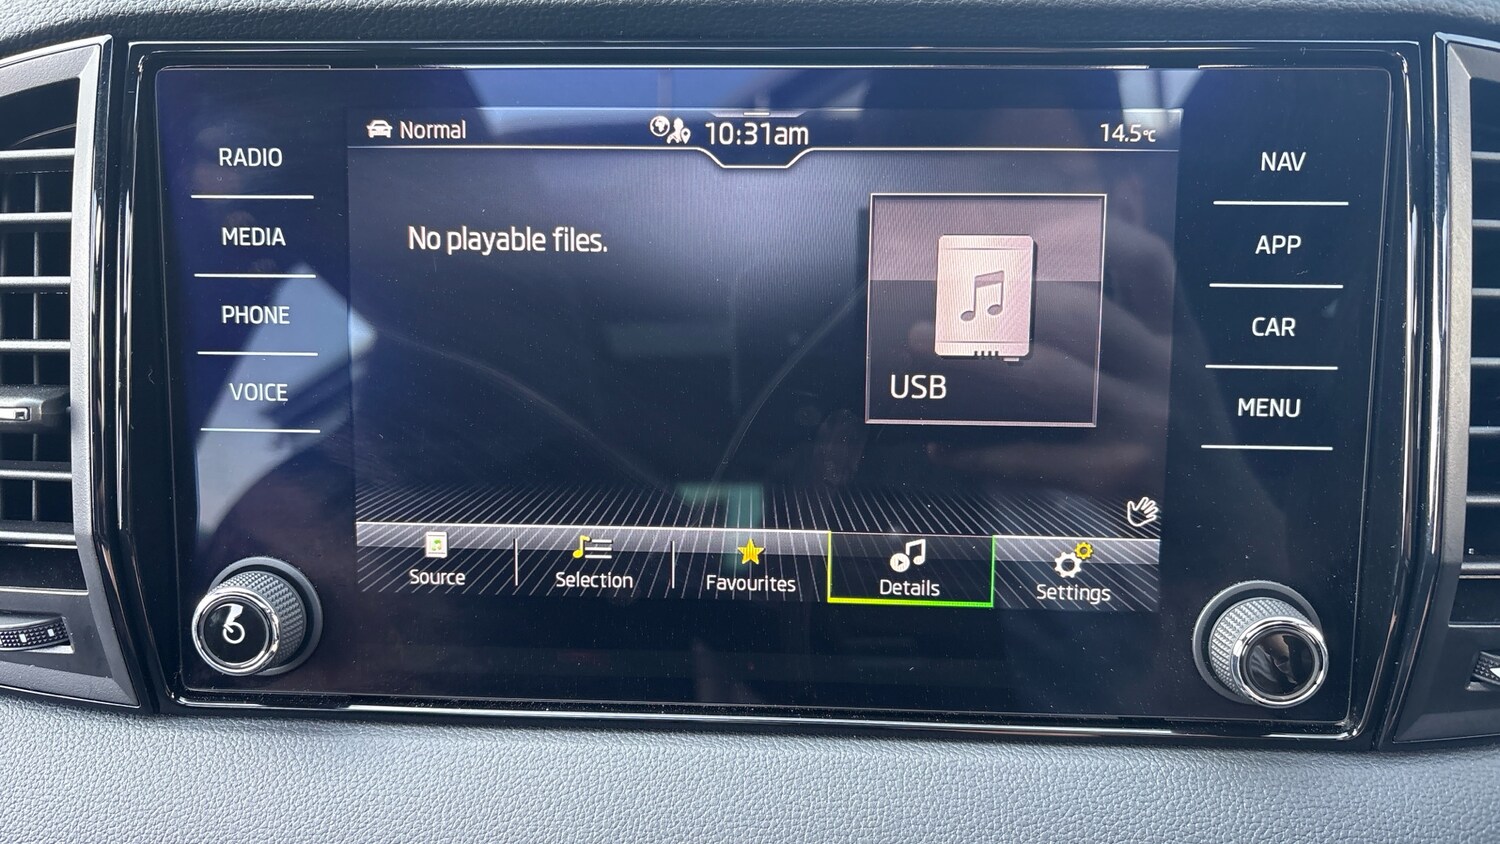 Normal
10:31am
14.5°C
RADIO
MEDIA
PHONE
VOICE
No playable files.
USB
NAV
APP
CAR
MENU
Source
Selection
Favourites
Details
Settings